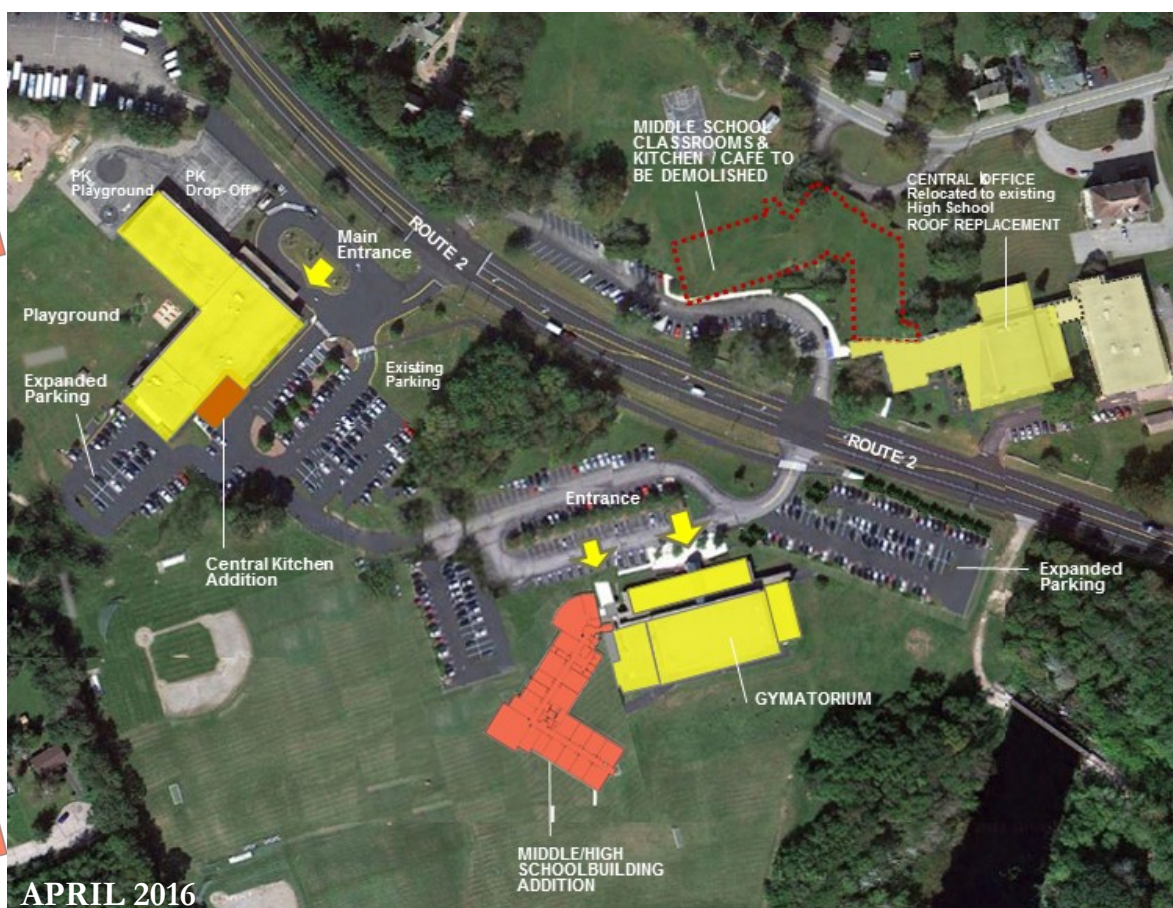 MIDDLE SCHOOL
CLASSROOMS &
KITCHEN / CAFE TO
BE DEMOLISHED
PK
Playground
PK
Drop-Off
CENTRAL OFFICE
Relocated to existing
High School
ROOF REPLACEMENT
Main
Entrance
ROUTE 2
Playground
Existing
Parking
Expanded
Parking
ROUTE 2
Entrance
Central Kitchen
Addition
Expanded
Parking
GYMATORIUM
MIDDLE/HIGH
SCHOOLBUILDING
ADDITION
APRIL 2016